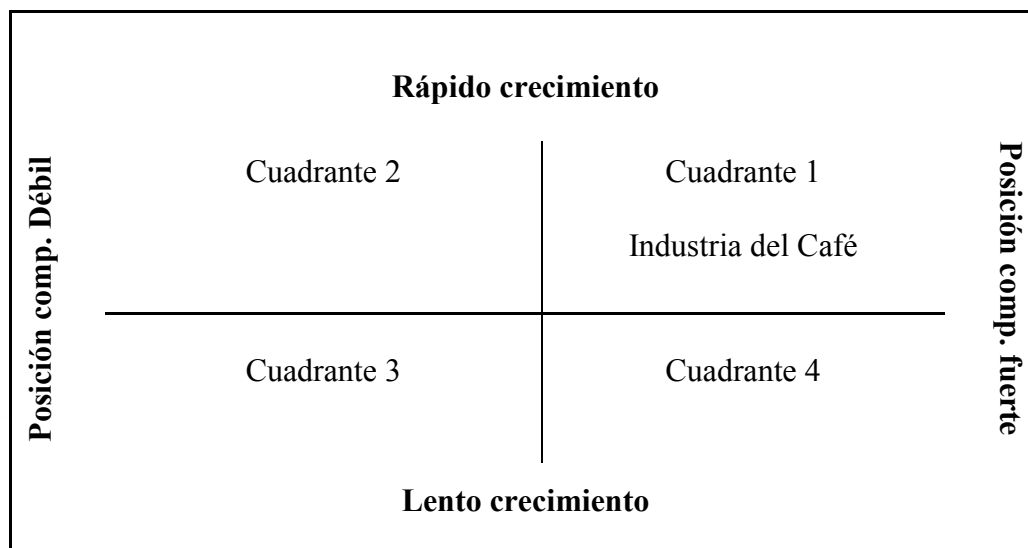 Rápido crecimiento
Posición comp. Débil
Cuadrante 2
Cuadrante 1
Industria del Café
Posición comp. fuerte
Cuadrante 3
Cuadrante 4
Lento crecimiento